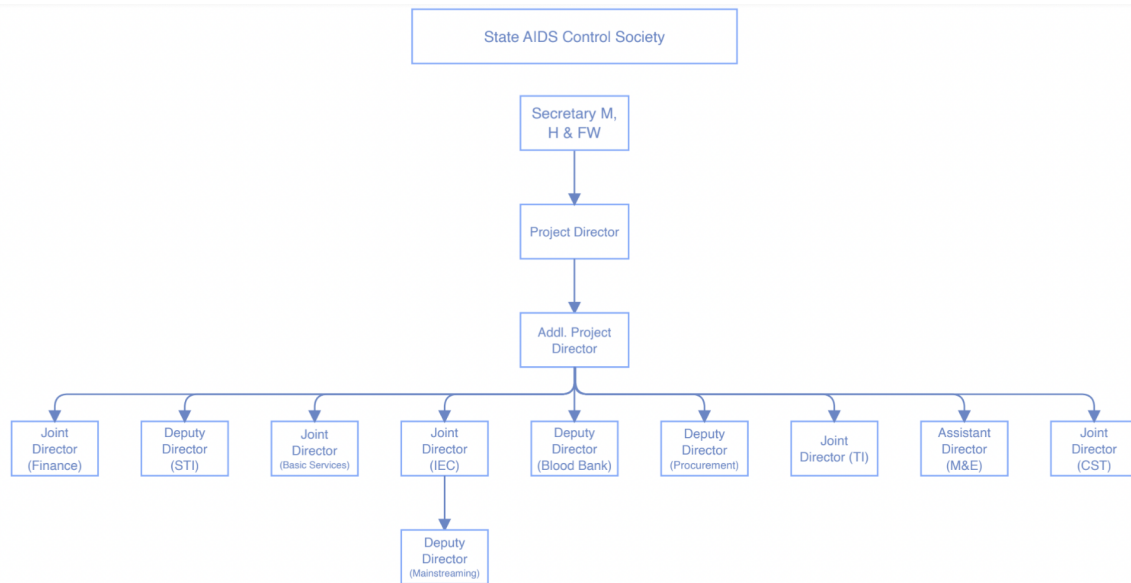 State AIDS Control Society
Secretary M,
H & FW
Project Director
Addl. Project
Director
Joint
Director
(Finance)
Deputy
Director
(STI)
Joint
Director
(Basic Services)
Joint
Director
(IEC)
Deputy
Director
(Blood Bank)
Deputy
Director
(Procurement)
Joint
Director (TI)
Assistant
Director
(M&E)
Joint
Director
(CST)
Deputy
Director
(Mainstreaming)